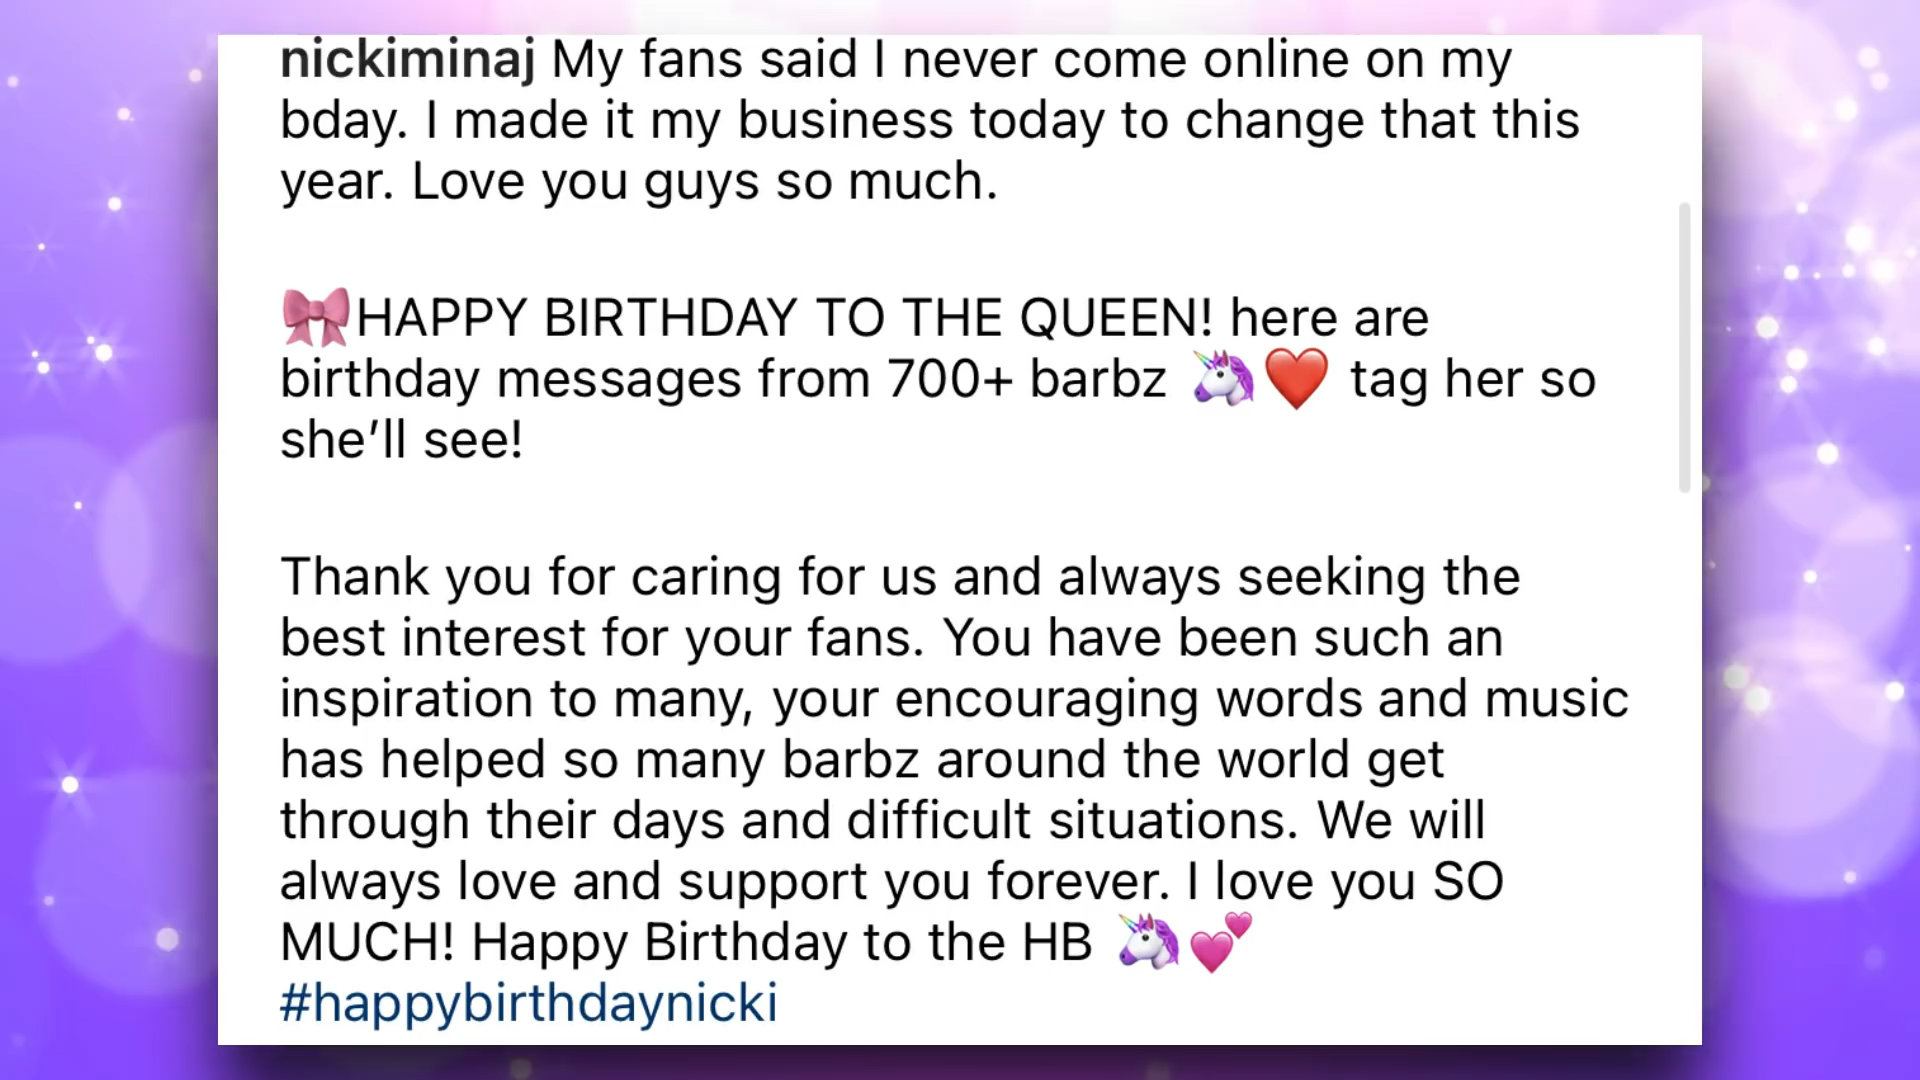 nickiminaj My fans said I never come online on my
bday. I made it my business today to change that this
year. Love you guys so much.
🎀HAPPY BIRTHDAY TO THE QUEEN! here are
birthday messages from 700+ barbz 🦄❤️ tag her so
she’ll see!
Thank you for caring for us and always seeking the
best interest for your fans. You have been such an
inspiration to many, your encouraging words and music
has helped so many barbz around the world get
through their days and difficult situations. We will
always love and support you forever. I love you SO
MUCH! Happy Birthday to the HB 🦄💕
#happybirthdaynicki